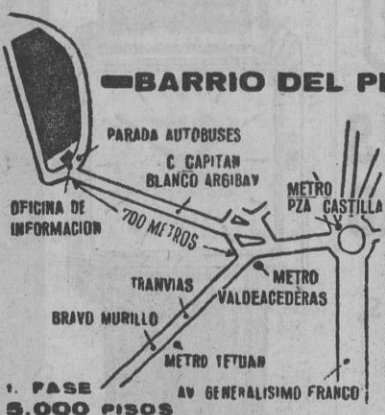 BARRIO DEL
PARADA AUTOBUSES
C CAPITAN
BLANCO ARGIBAY
OFICINA DE
INFORMACION
700 METROS
METRO
PZA CASTILLA
TRANVIAS
METRO
VALDEACEDERAS
BRAVO MURILLO
METRO TETUAN
AV GENERALISIMO FRANCO
1. FASE
5.000 PISOS